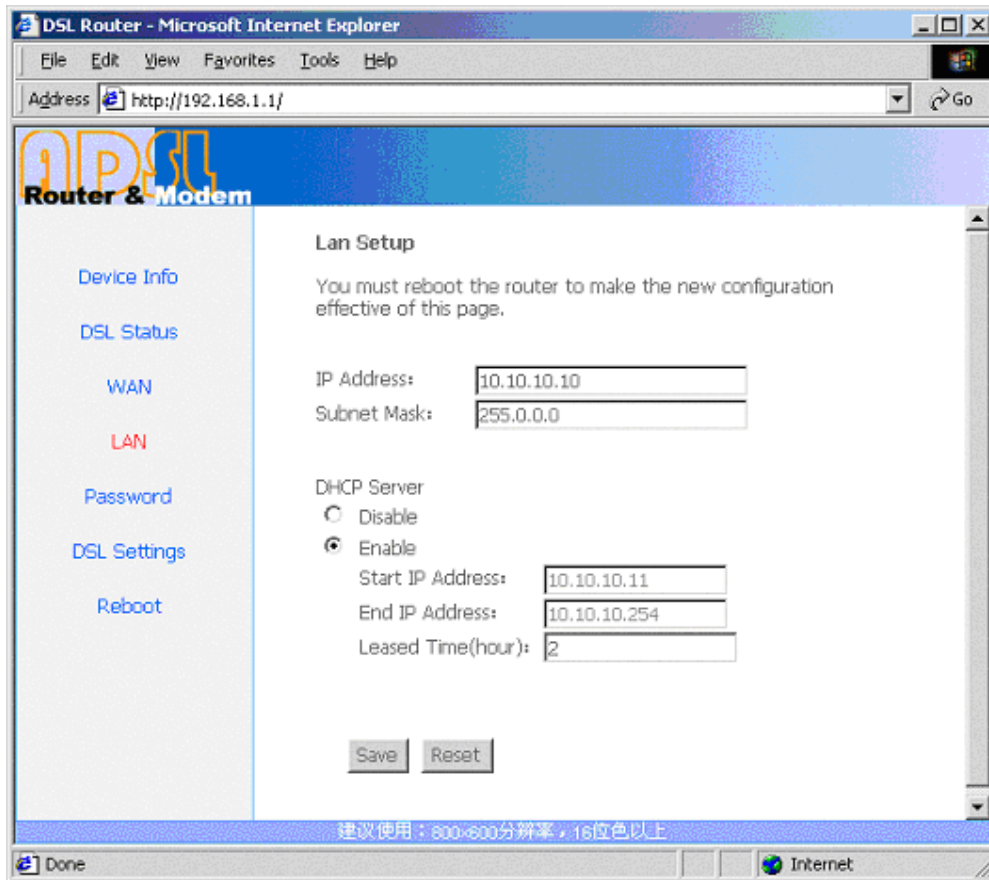 DSL Router - Microsoft Internet Explorer
File Edit View Favorites Tools Help
Address http://192.168.1.1/ Go
ADSL
Router & Modem
Device Info
DSL Status
WAN
LAN
Password
DSL Settings
Reboot
Lan Setup
You must reboot the router to make the new configuration
effective of this page.
IP Address: 10.10.10.10
Subnet Mask: 255.0.0.0
DHCP Server
Disable
Enable
Start IP Address: 10.10.10.11
End IP Address: 10.10.10.254
Leased Time(hour): 2
Save Reset
建议使用：800×600分辨率，16位色以上
Done Internet